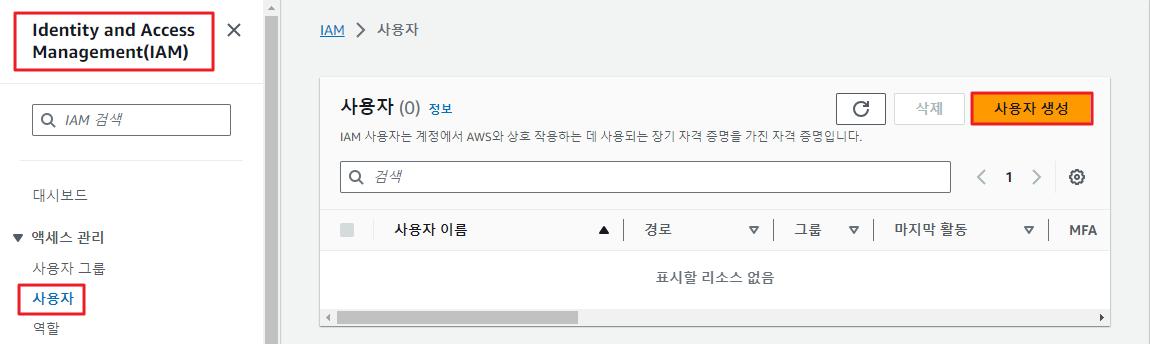 Identity and Access
Management(IAM)
IAM 검색
대시보드
액세스 관리
사용자 그룹
사용자
역할
IAM > 사용자
사용자 (0) 정보
삭제
사용자 생성
IAM 사용자는 계정에서 AWS와 상호 작용하는 데 사용되는 장기 자격 증명을 가진 자격 증명입니다.
검색
1
사용자 이름 경로 그룹 마지막 활동 MFA
표시할 리소스 없음